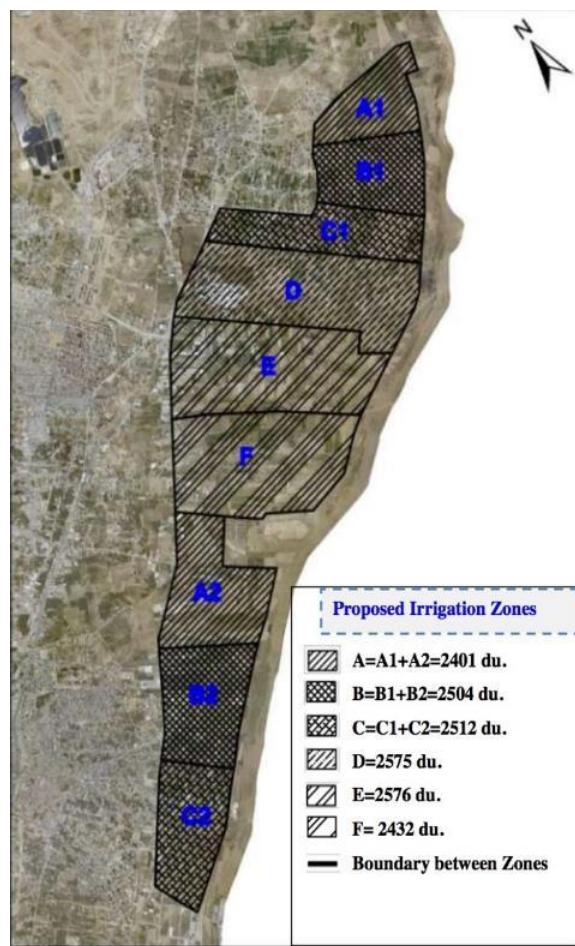 N
A1
B1
C1
D
E
F
A2
B2
C2
Proposed Irrigation Zones
A=A1+A2=2401 du.
B=B1+B2=2504 du.
C=C1+C2=2512 du.
D=2575 du.
E=2576 du.
F= 2432 du.
Boundary between Zones